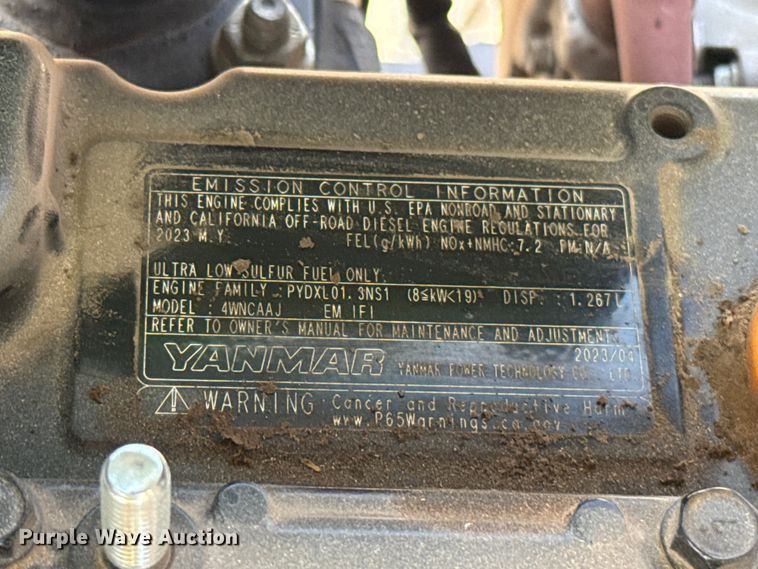 EMISSION CONTROL INFORMATION
THIS ENGINE COMPLIES WITH U.S. EPA NONROAD AND STATIONARY
AND CALIFORNIA OFF-ROAD DIESEL ENGINE REGULATIONS FOR
2023 M.Y. FEL(g/kWh) NOx+NMHC:7.2 PM:N/A
ULTRA LOW SULFUR FUEL ONLY
ENGINE FAMILY : PYDXL01.3NS1 (8≤kW<19) DISP. : 1.267L
MODEL : 4WNCAAJ EM IFI
REFER TO OWNER'S MANUAL FOR MAINTENANCE AND ADJUSTMENTS
2023/04
YANMAR YANMAR POWER TECHNOLOGY CO., LTD.
⚠ WARNING: Cancer and Reproductive Harm
www.P65Warnings.ca.gov
Purple Wave Auction